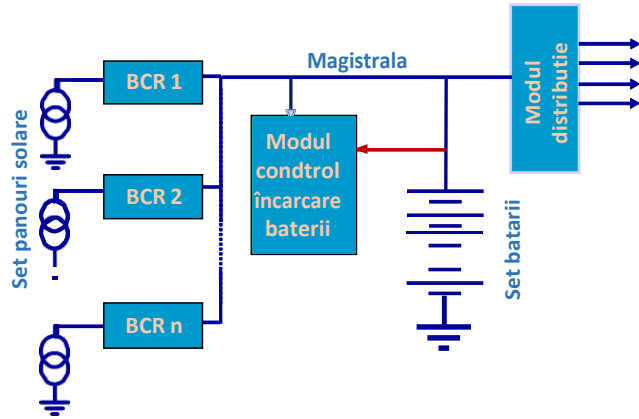 Set panouri solare
BCR 1
BCR 2
BCR n
Magistrala
Modul
condtrol
încarcare
baterii
Set batarii
Modul
distributie